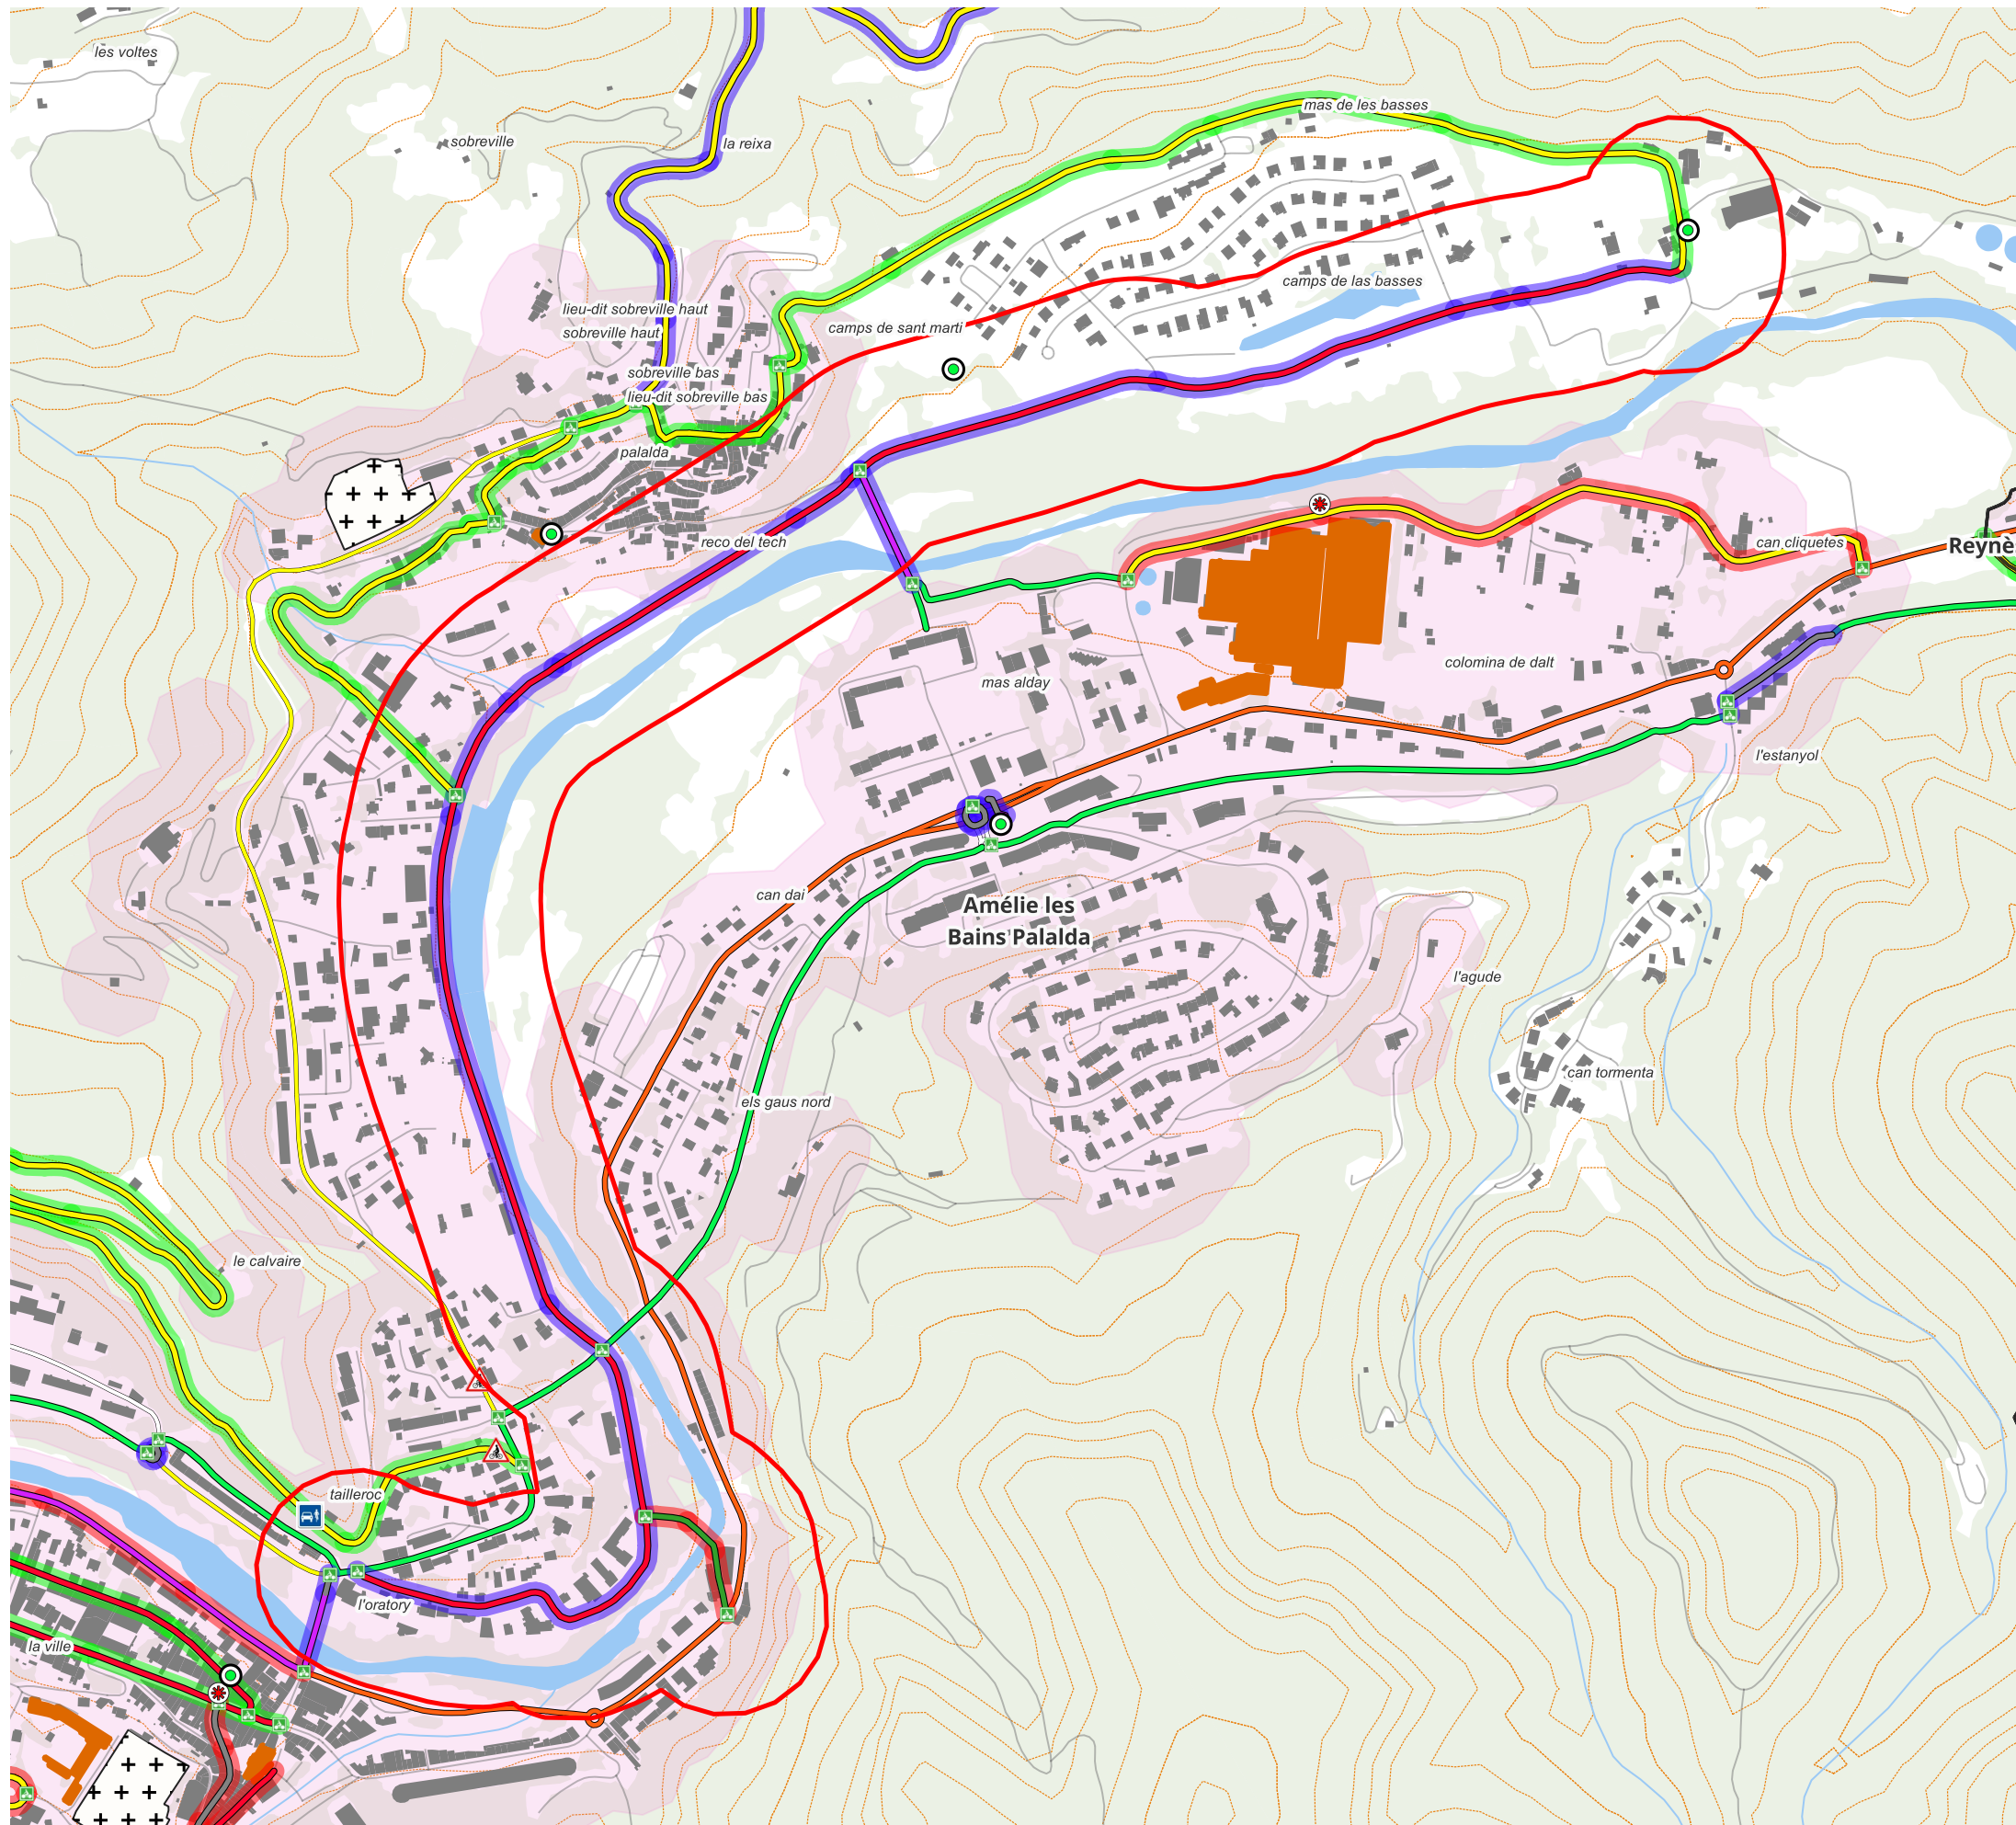 les voltes
mas de les basses
sobreville
la reixa
camps de las basses
lieu-dit sobreville haut
camps de sant marti
sobreville haut
sobreville bas
lieu-dit sobreville bas
palalda
reco del tech
can cliquetes
Reynè
colomina de dalt
mas alday
l'estanyol
can dai
Amélie les
Bains Palalda
l'agude
can tormenta
els gaus nord
le calvaire
tailleroc
l'oratory
la ville